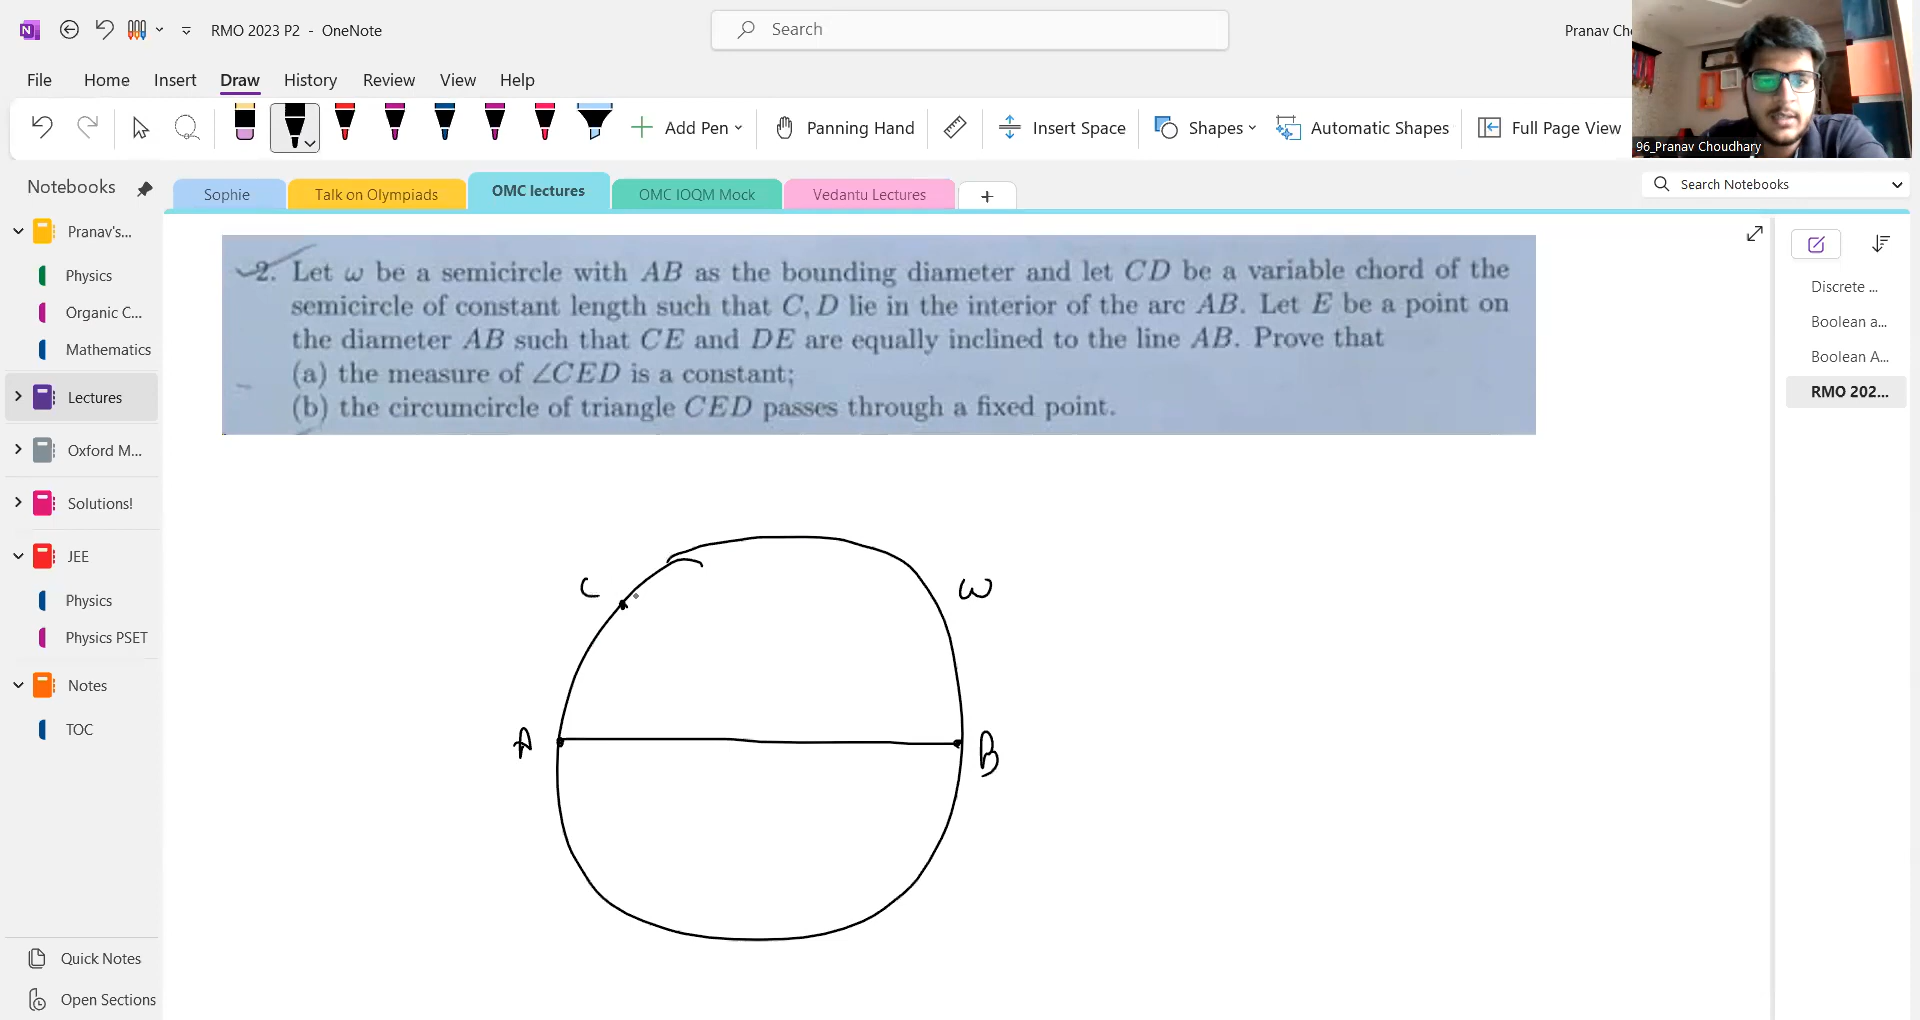 RMO 2023 P2 - OneNote
Search
Pranav Ch
File Home Insert Draw History Review View Help
Add Pen Panning Hand Insert Space Shapes Automatic Shapes Full Page View
96_Pranav Choudhary
Notebooks
Sophie Talk on Olympiads OMC lectures OMC IOQM Mock Vedantu Lectures +
Search Notebooks
Pranav's...
Physics
Organic C...
Mathematics
Lectures
Oxford M...
Solutions!
JEE
Physics
Physics PSET
Notes
TOC
Quick Notes
Open Sections
2. Let ω be a semicircle with AB as the bounding diameter and let CD be a variable chord of the
semicircle of constant length such that C, D lie in the interior of the arc AB. Let E be a point on
the diameter AB such that CE and DE are equally inclined to the line AB. Prove that
(a) the measure of ∠CED is a constant;
(b) the circumcircle of triangle CED passes through a fixed point.
C
ω
A
B
Discrete ...
Boolean a...
Boolean A...
RMO 202...